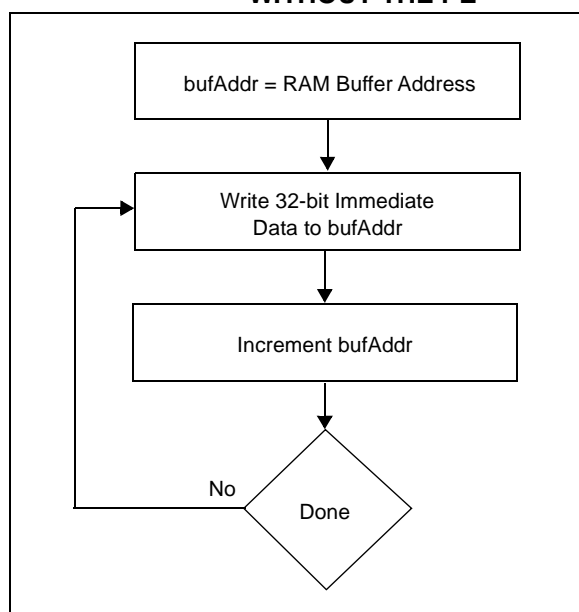 WITHOUT THE PE
bufAddr = RAM Buffer Address
Write 32-bit Immediate
Data to bufAddr
Increment bufAddr
No
Done